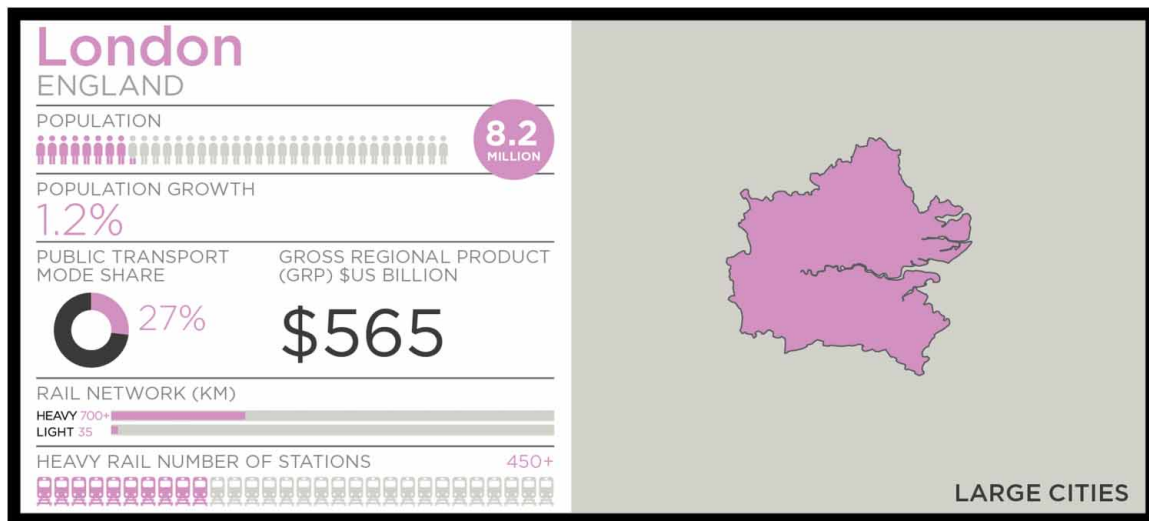 London
ENGLAND
POPULATION
8.2
MILLION
POPULATION GROWTH
1.2%
PUBLIC TRANSPORT
MODE SHARE
27%
GROSS REGIONAL PRODUCT
(GRP) $US BILLION
$565
RAIL NETWORK (KM)
HEAVY 700+
LIGHT 35
HEAVY RAIL NUMBER OF STATIONS 450+
LARGE CITIES